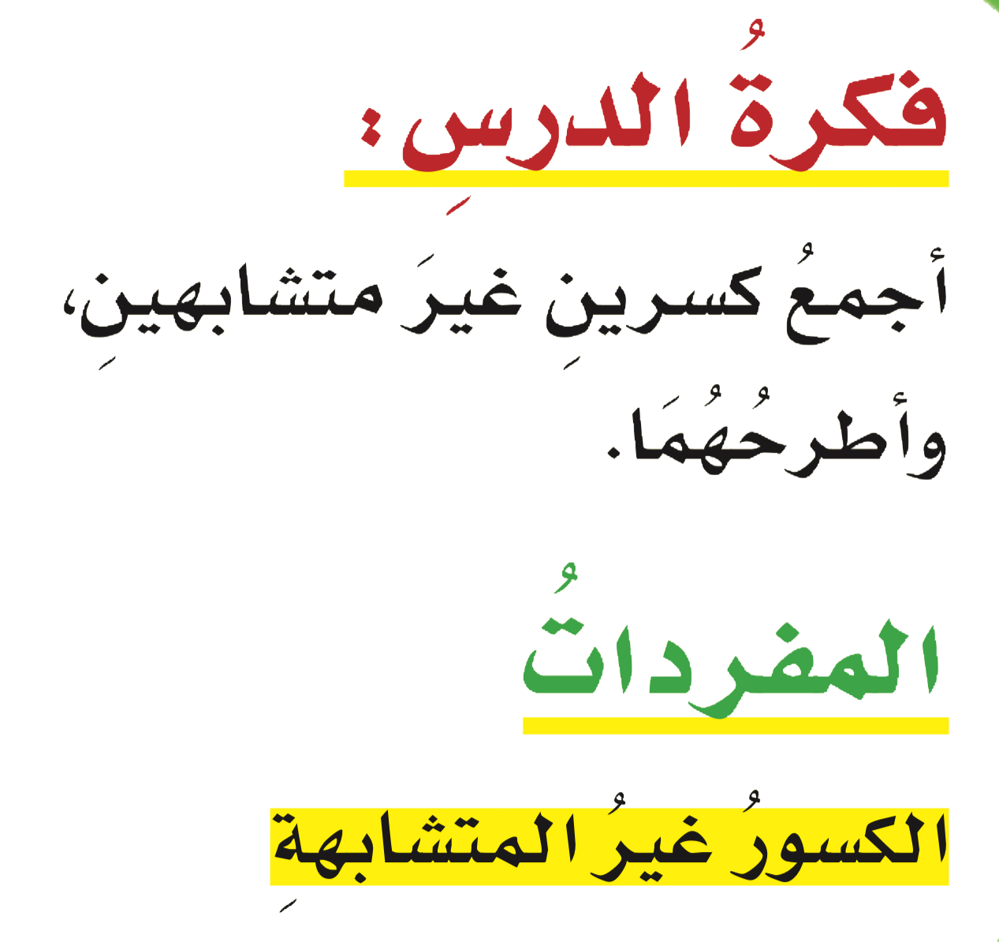 فكرةُ الدرسِ:
أجمعُ كسرينِ غيرَ متشابهينِ،
وأطرحُهُمَا.
المفرداتُ
الكسورُ غيرُ المتشابهةِ